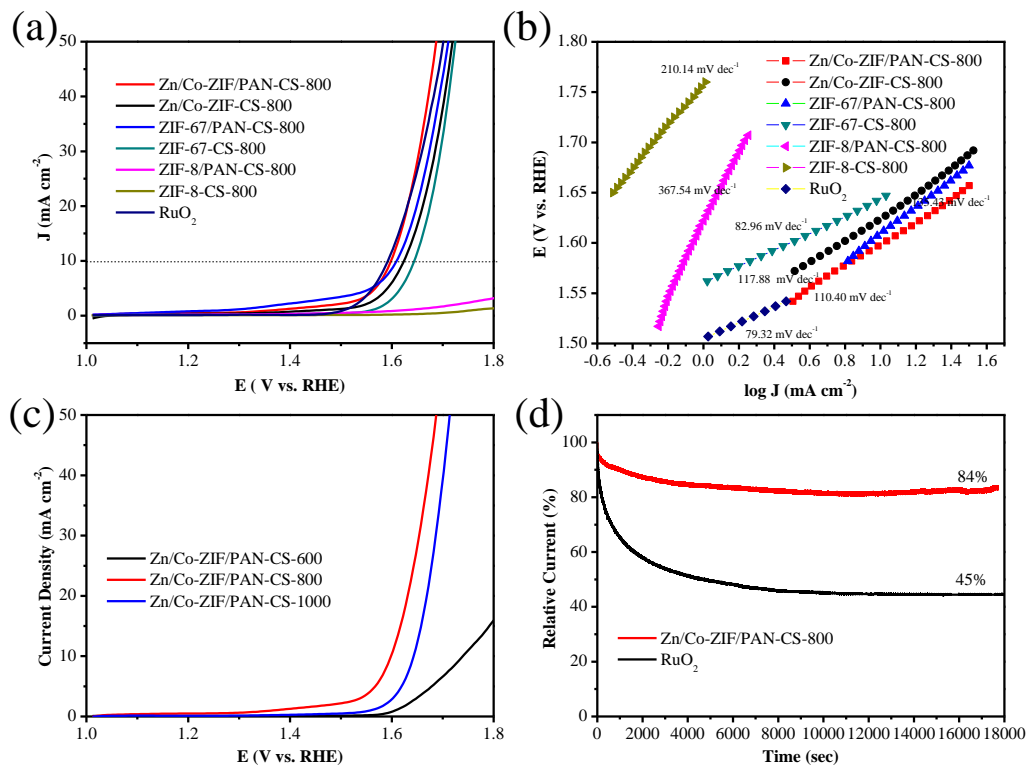 (a)
50
40
30
20
10
0
J (mA cm-2)
Zn/Co-ZIF/PAN-CS-800
Zn/Co-ZIF-CS-800
ZIF-67/PAN-CS-800
ZIF-67-CS-800
ZIF-8/PAN-CS-800
ZIF-8-CS-800
RuO2
1.0 1.2 1.4 1.6 1.8
E ( V vs. RHE)
(b)
1.80
1.75
1.70
1.65
1.60
1.55
1.50
E (V vs. RHE)
Zn/Co-ZIF/PAN-CS-800
Zn/Co-ZIF-CS-800
ZIF-67/PAN-CS-800
ZIF-67-CS-800
ZIF-8/PAN-CS-800
ZIF-8-CS-800
RuO2
210.14 mV dec-1
367.54 mV dec-1
82.96 mV dec-1
mV dec-1
117.88 mV dec-1
110.40 mV dec-1
79.32 mV dec-1
-0.6 -0.4 -0.2 0.0 0.2 0.4 0.6 0.8 1.0 1.2 1.4 1.6
log J (mA cm-2)
(c)
50
40
30
20
10
0
Current Density (mA cm-2)
Zn/Co-ZIF/PAN-CS-600
Zn/Co-ZIF/PAN-CS-800
Zn/Co-ZIF/PAN-CS-1000
1.0 1.2 1.4 1.6 1.8
E (V vs. RHE)
(d)
100
80
60
40
20
0
Relative Current (%)
84%
45%
Zn/Co-ZIF/PAN-CS-800
RuO2
0 2000 4000 6000 8000 10000 12000 14000 16000 18000
Time (sec)